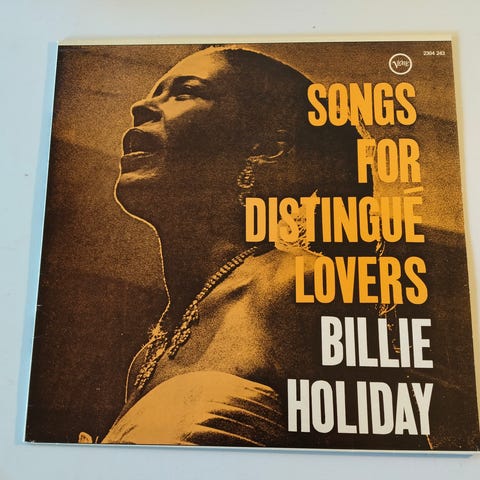 2304 243
Verve
SONGS
FOR
DISTINGUÉ
LOVERS
BILLIE
HOLIDAY